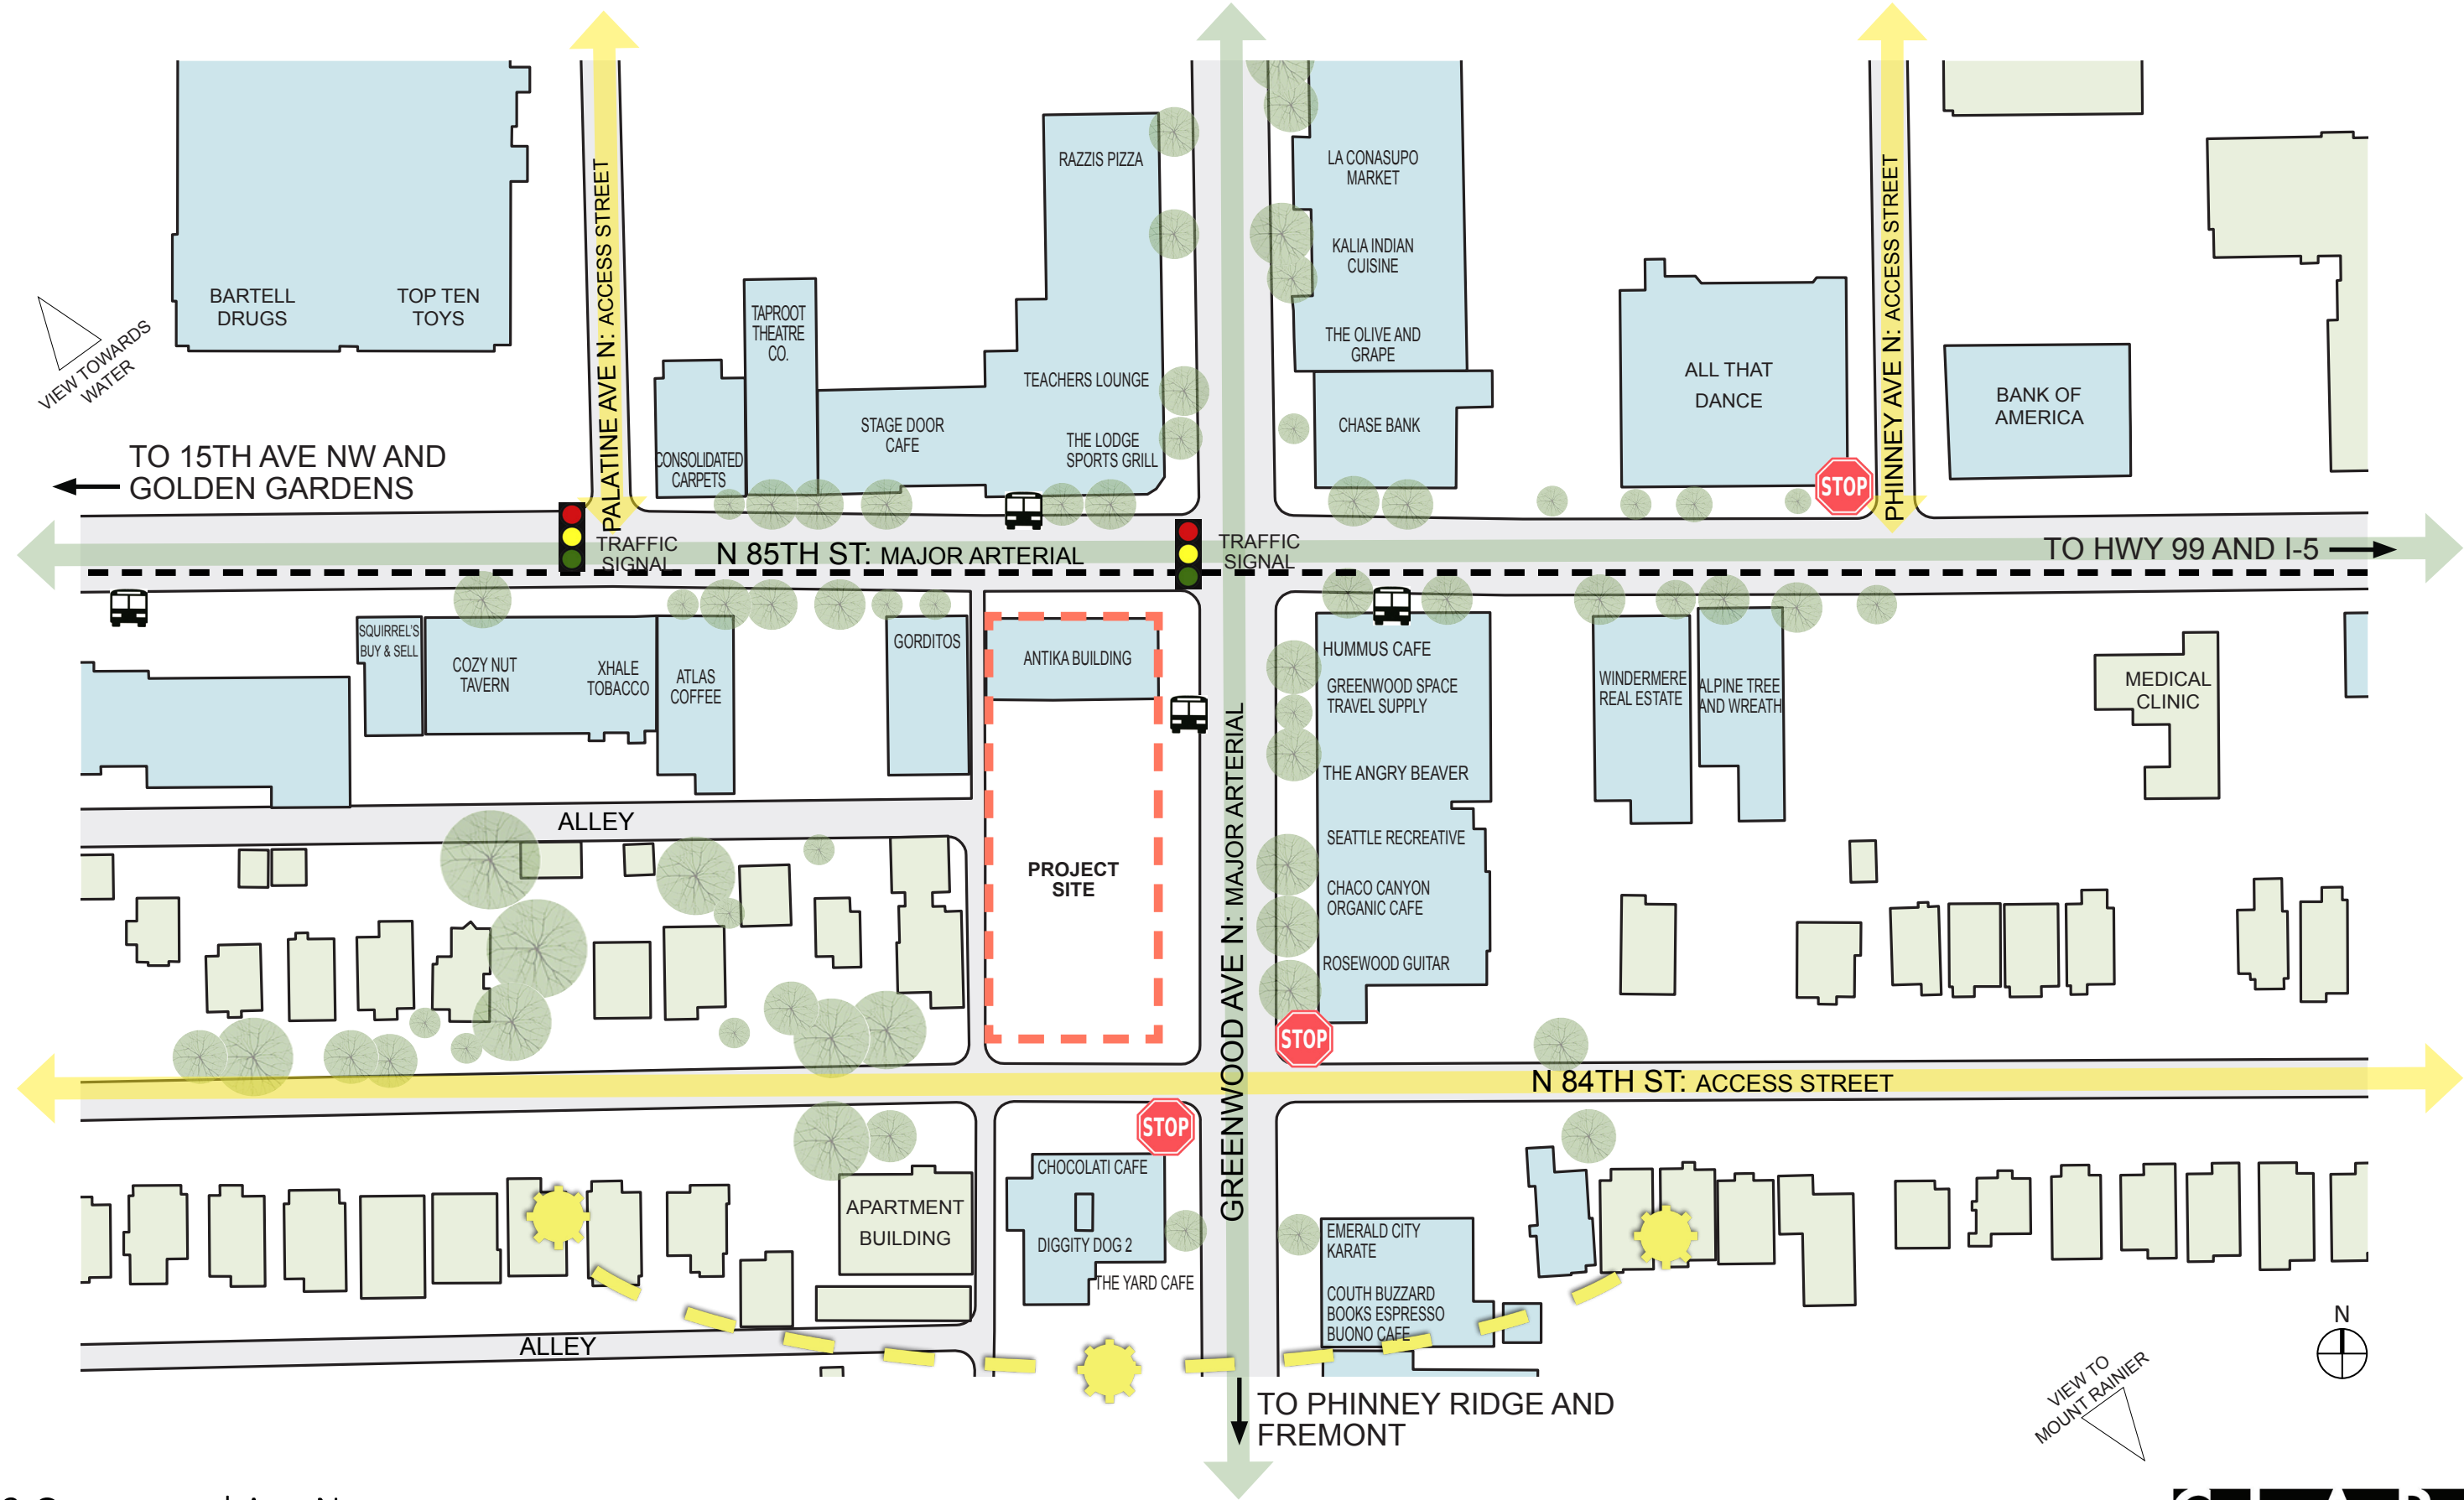 RAZZIS PIZZA
LA CONASUPO
MARKET
KALIA INDIAN
CUISINE
THE OLIVE AND
GRAPE
CHASE BANK
BARTELL
DRUGS
TOP TEN
TOYS
VIEW TOWARDS
WATER
PALATINE AVE N: ACCESS STREET
TAPROOT
THEATRE
CO.
CONSOLIDATED
CARPETS
STAGE DOOR
CAFE
TEACHERS LOUNGE
THE LODGE
SPORTS GRILL
ALL THAT
DANCE
PHINNEY AVE N: ACCESS STREET
BANK OF
AMERICA
STOP
TO 15TH AVE NW AND
GOLDEN GARDENS
TRAFFIC
SIGNAL
N 85TH ST: MAJOR ARTERIAL
TRAFFIC
SIGNAL
TO HWY 99 AND I-5
SQUIRREL'S
BUY & SELL
COZY NUT
TAVERN
XHALE
TOBACCO
ATLAS
COFFEE
GORDITOS
ANTIKA BUILDING
HUMMUS CAFE
GREENWOOD SPACE
TRAVEL SUPPLY
THE ANGRY BEAVER
SEATTLE RECREATIVE
CHACO CANYON
ORGANIC CAFE
ROSEWOOD GUITAR
WINDERMERE
REAL ESTATE
ALPINE TREE
AND WREATH
MEDICAL
CLINIC
ALLEY
PROJECT
SITE
GREENWOOD AVE N: MAJOR ARTERIAL
STOP
N 84TH ST: ACCESS STREET
STOP
CHOCOLATI CAFE
DIGGITY DOG 2
THE YARD CAFE
APARTMENT
BUILDING
EMERALD CITY
KARATE
COUTH BUZZARD
BOOKS ESPRESSO
BUONO CAFE
ALLEY
N
VIEW TO
MOUNT RAINIER
TO PHINNEY RIDGE AND
FREMONT